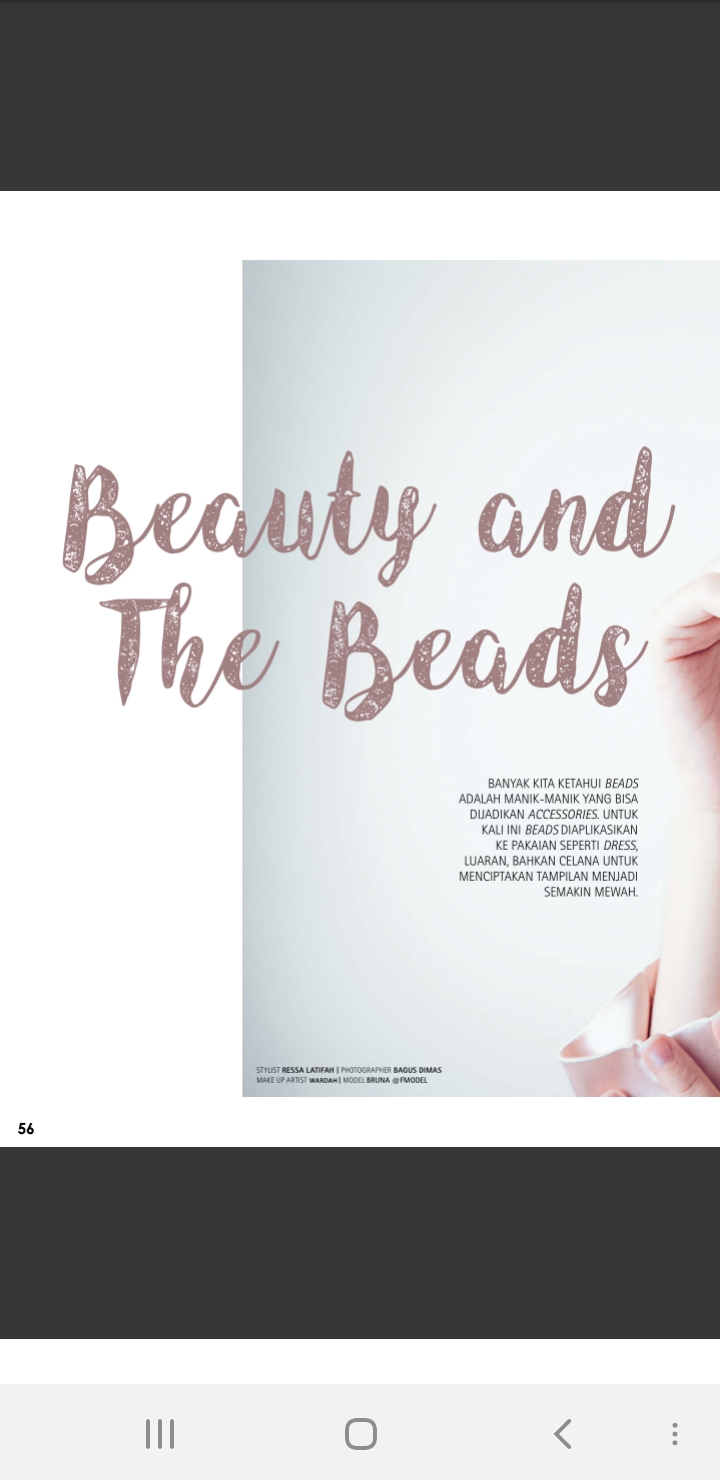 Beauty and
The Beads
BANYAK KITA KETAHUI BEADS
ADALAH MANIK-MANIK YANG BISA
DIJADIKAN ACCESSORIES. UNTUK
KALI INI BEADS DIAPLIKASIKAN
KE PAKAIAN SEPERTI DRESS,
LUARAN, BAHKAN CELANA UNTUK
MENCIPTAKAN TAMPILAN MENJADI
SEMAKIN MEWAH.
STYLIST RESSA LATIFAH | PHOTOGRAPHER BAGUS DIMAS
MAKE UP ARTIST WARDAH | MODEL BRUNA @FMODEL
56